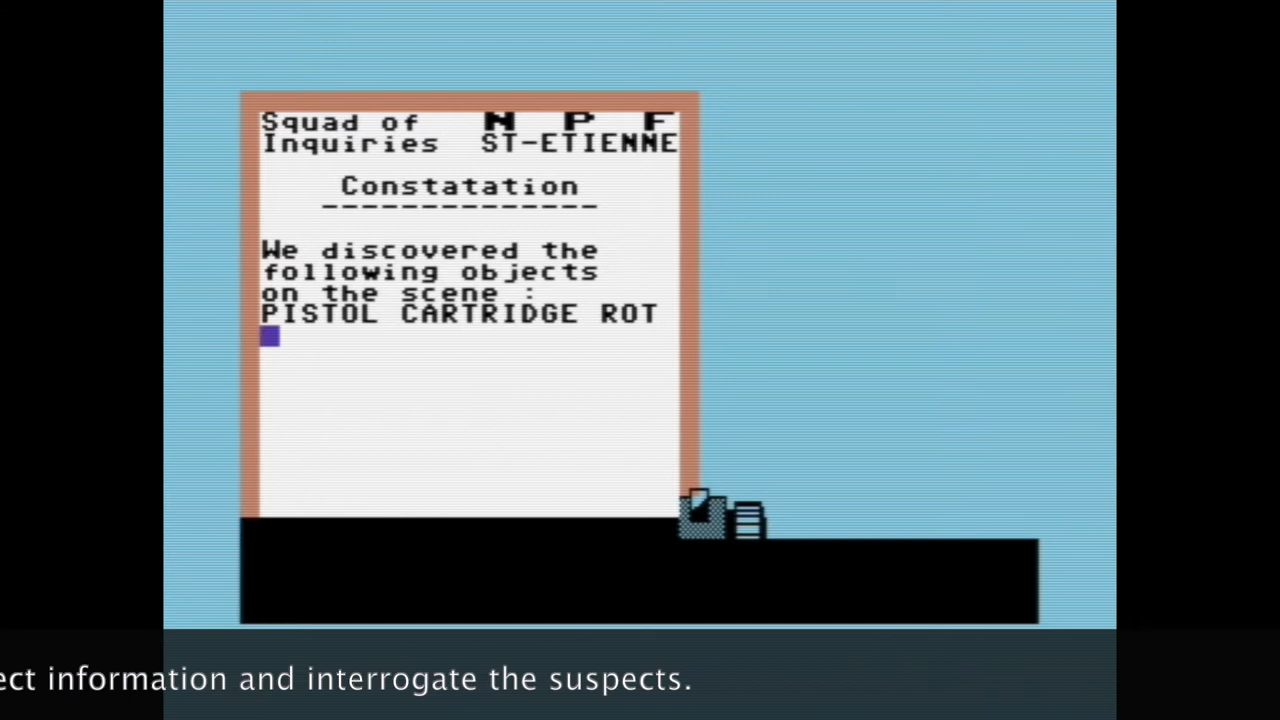 Squad of N P F
Inquiries ST-ETIENNE
Constatation
--------------
We discovered the
following objects
on the scene :
PISTOL CARTRIDGE ROT
ect information and interrogate the suspects.